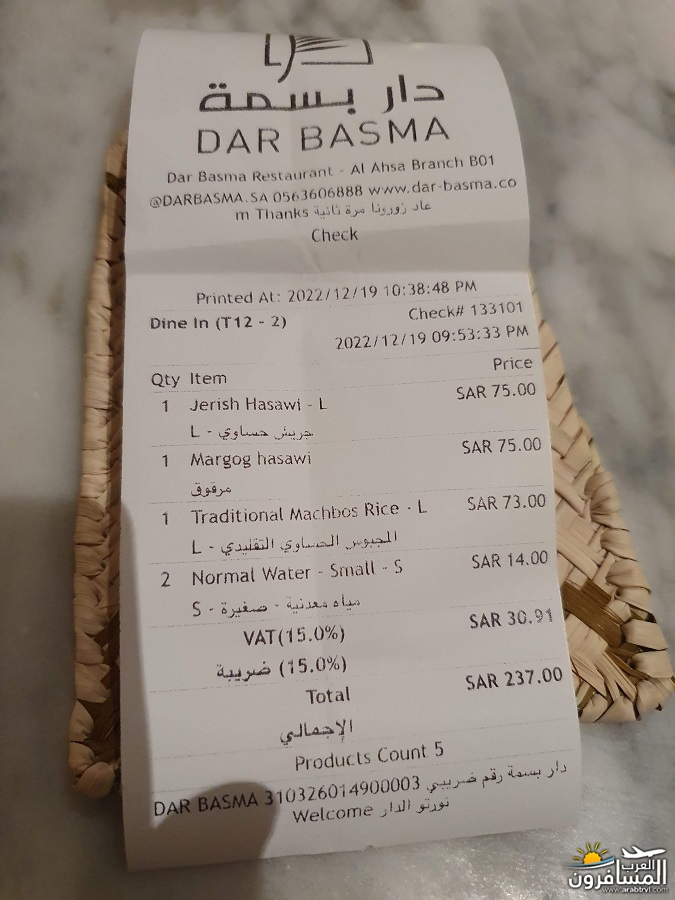 دار بسمة
DAR BASMA
Dar Basma Restaurant - Al Ahsa Branch B01
@DARBASMA.SA 0563606888 www.dar-basma.co
m Thanks عاد زورونا مرة ثانية
Check
Printed At: 2022/12/19 10:38:48 PM
Dine In (T12 - 2) Check# 133101
2022/12/19 09:53:33 PM
Qty Item Price
1 Jerish Hasawi - L SAR 75.00
جريش حساوي - L
1 Margog hasawi SAR 75.00
مرقوق
1 Traditional Machbos Rice - L SAR 73.00
المجبوس الحساوي التقليدي - L
2 Normal Water - Small - S SAR 14.00
مياه معدنية - صغيرة - S
VAT(15.0%) SAR 30.91
ضريبة (15.0%)
Total SAR 237.00
الإجمالي
Products Count 5
DAR BASMA 310326014900003 دار بسمة رقم ضريبي
Welcome نورتو الدار
العرب
المسافرون
www.arabtrvl.com